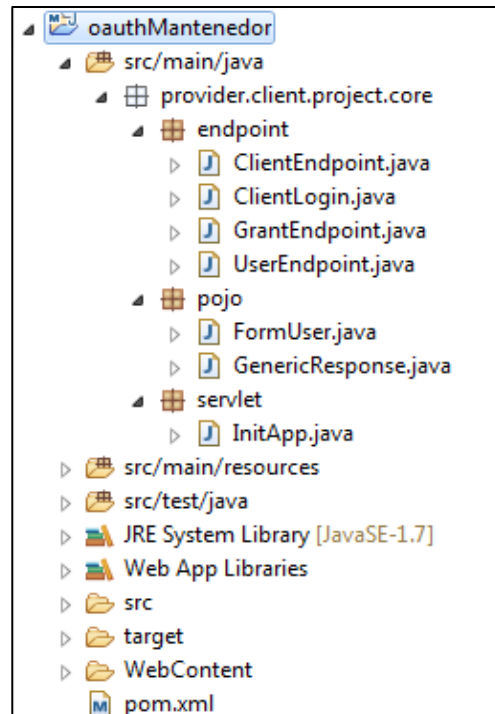 oauthMantenedor
src/main/java
provider.client.project.core
endpoint
ClientEndpoint.java
ClientLogin.java
GrantEndpoint.java
UserEndpoint.java
pojo
FormUser.java
GenericResponse.java
servlet
InitApp.java
src/main/resources
src/test/java
JRE System Library [JavaSE-1.7]
Web App Libraries
src
target
WebContent
pom.xml